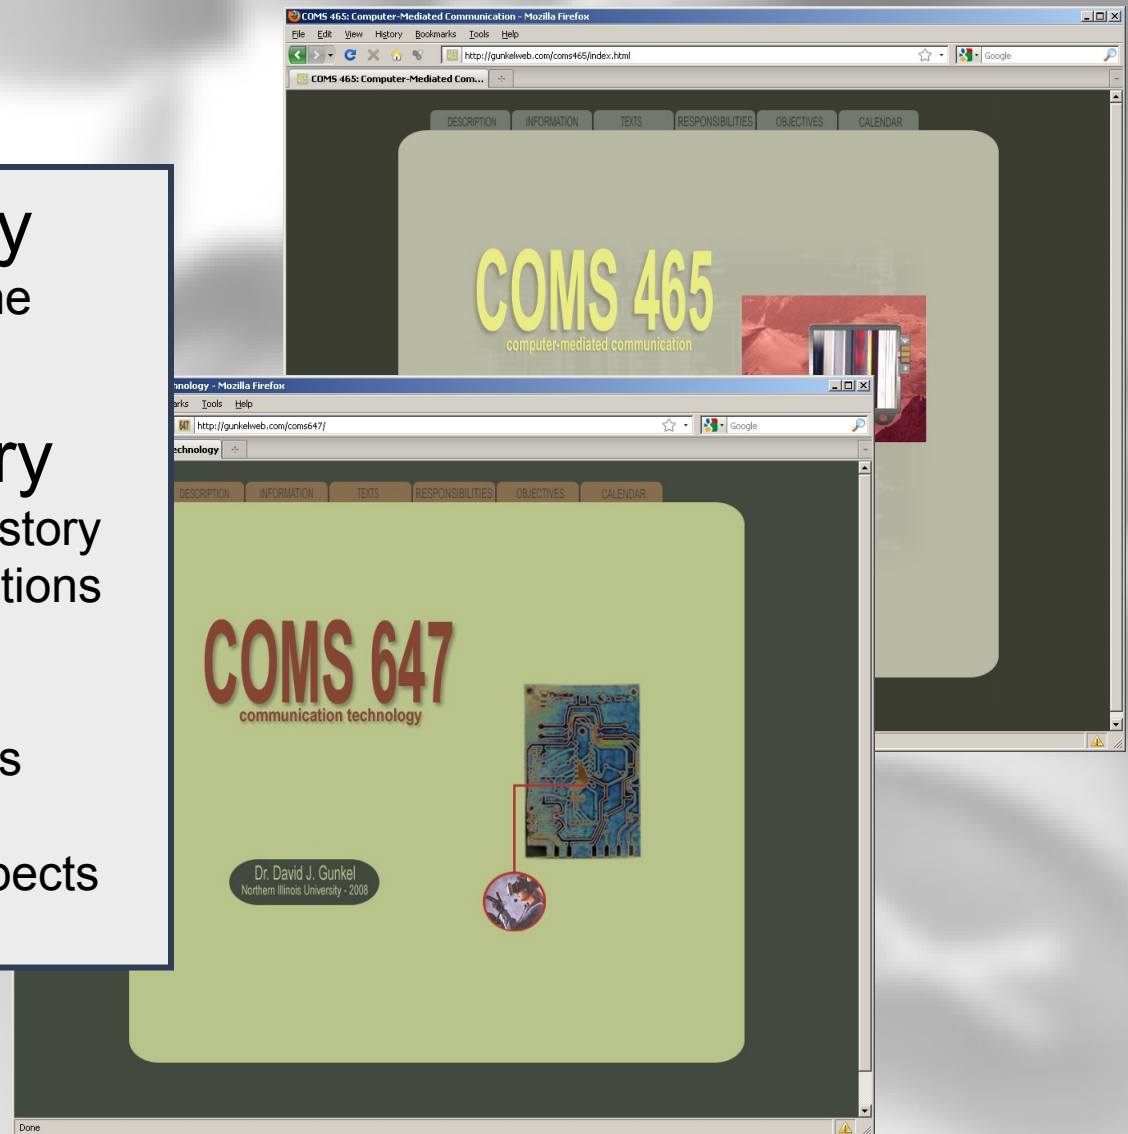 COMS 465: Computer-Mediated Communication - Mozilla Firefox
File Edit View History Bookmarks Tools Help
http://gunkelweb.com/coms465/index.html
Google
COMS 465: Computer-Mediated Com...
DESCRIPTION INFORMATION TEXTS RESPONSIBILITIES OBJECTIVES CALENDAR
COMS 465
computer-mediated communication
y
ne
ry
story
tions
s
pects
hnology - Mozilla Firefox
arks Tools Help
http://gunkelweb.com/coms647/
Google
echnology
DESCRIPTION INFORMATION TEXTS RESPONSIBILITIES OBJECTIVES CALENDAR
COMS 647
communication technology
Dr. David J. Gunkel
Northern Illinois University - 2008
Done